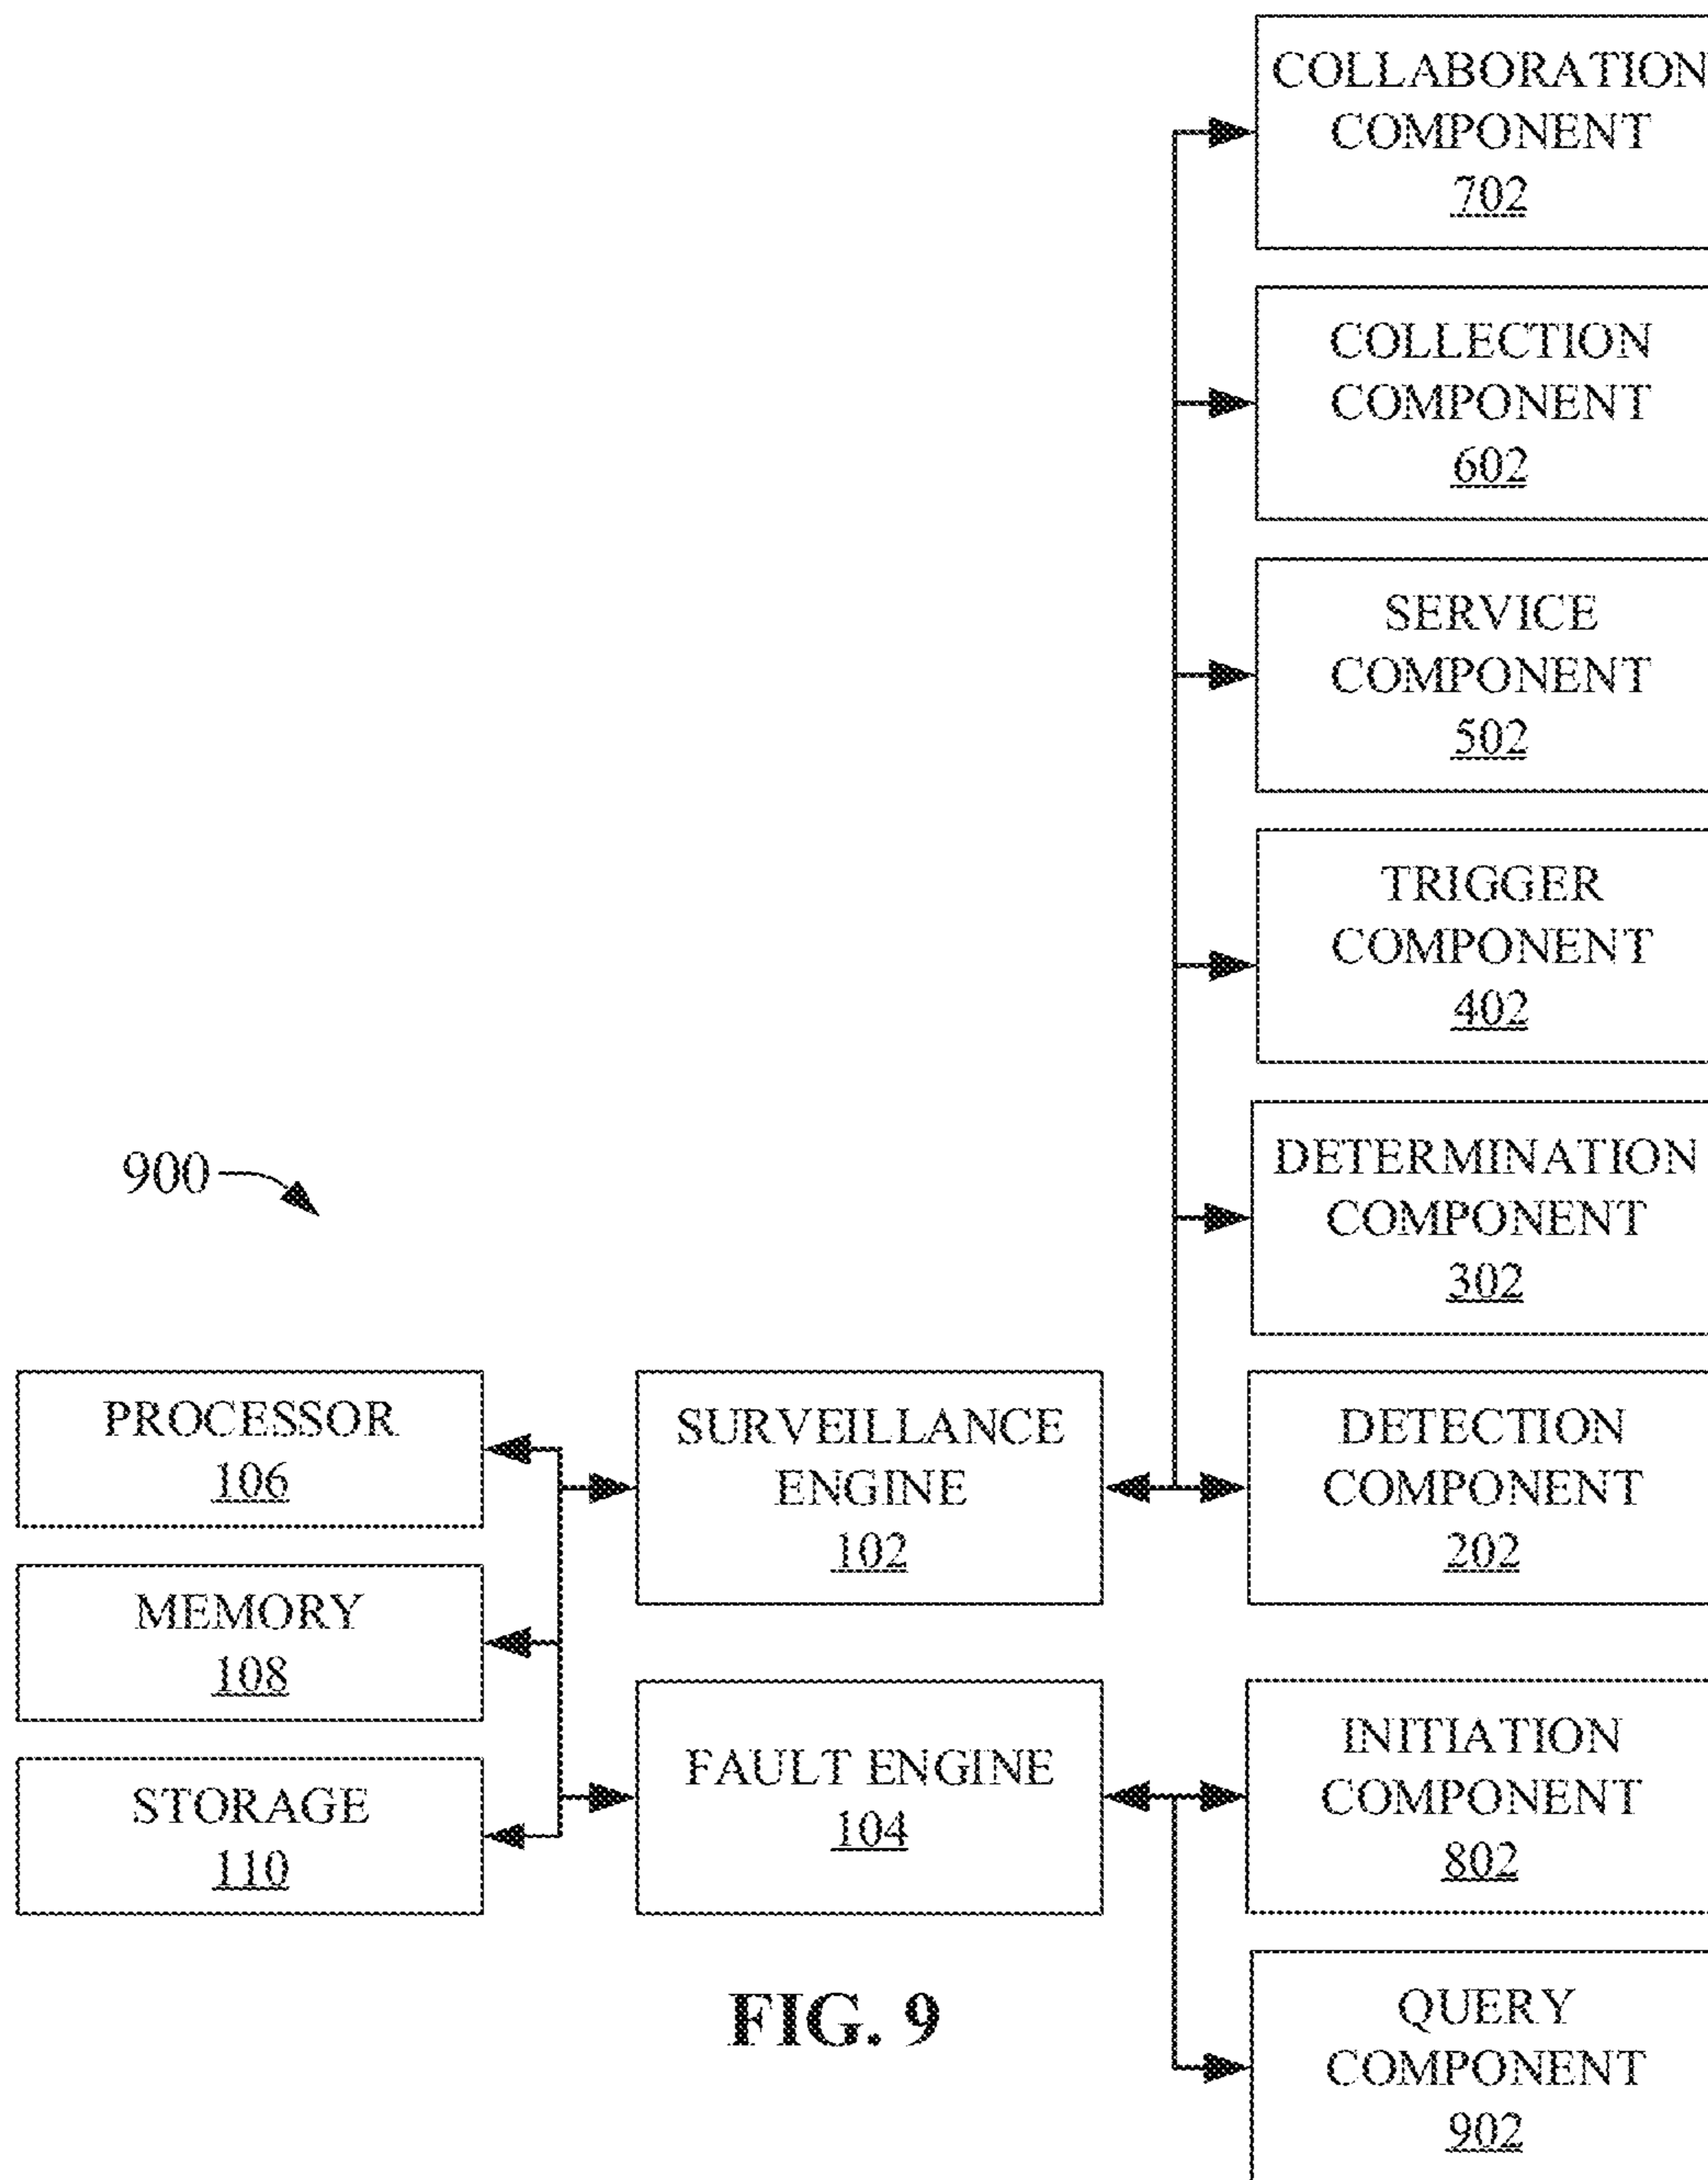 COLLABORATION
COMPONENT
702
COLLECTION
COMPONENT
602
SERVICE
COMPONENT
502
TRIGGER
COMPONENT
402
900
DETERMINATION
COMPONENT
302
PROCESSOR
106
SURVEILLANCE
ENGINE
102
DETECTION
COMPONENT
202
MEMORY
108
STORAGE
110
FAULT ENGINE
104
INITIATION
COMPONENT
802
QUERY
COMPONENT
902
FIG. 9